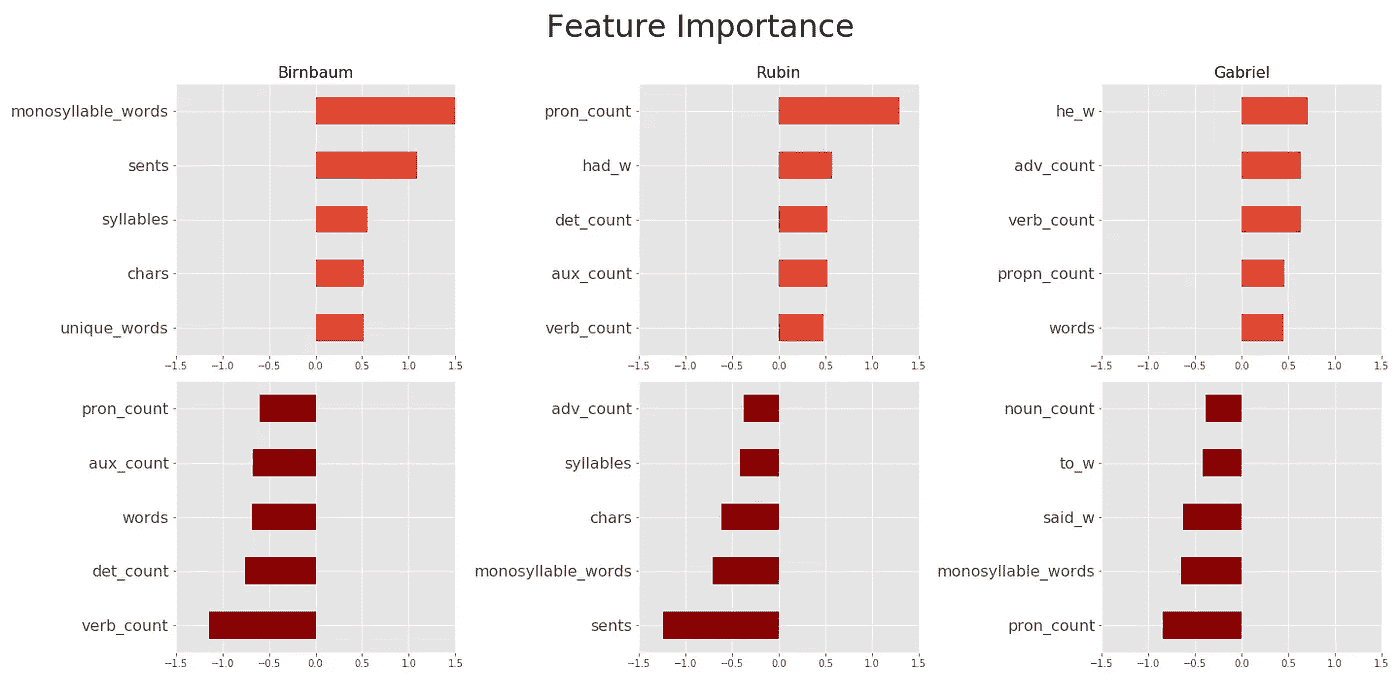 Feature Importance
Birnbaum
monosyllable_words
sents
syllables
chars
unique_words
−1.5 −1.0 −0.5 0.0 0.5 1.0 1.5
pron_count
aux_count
words
det_count
verb_count
−1.5 −1.0 −0.5 0.0 0.5 1.0 1.5
Rubin
pron_count
had_w
det_count
aux_count
verb_count
−1.5 −1.0 −0.5 0.0 0.5 1.0 1.5
adv_count
syllables
chars
monosyllable_words
sents
−1.5 −1.0 −0.5 0.0 0.5 1.0 1.5
Gabriel
he_w
adv_count
verb_count
propn_count
words
−1.5 −1.0 −0.5 0.0 0.5 1.0 1.5
noun_count
to_w
said_w
monosyllable_words
pron_count
−1.5 −1.0 −0.5 0.0 0.5 1.0 1.5